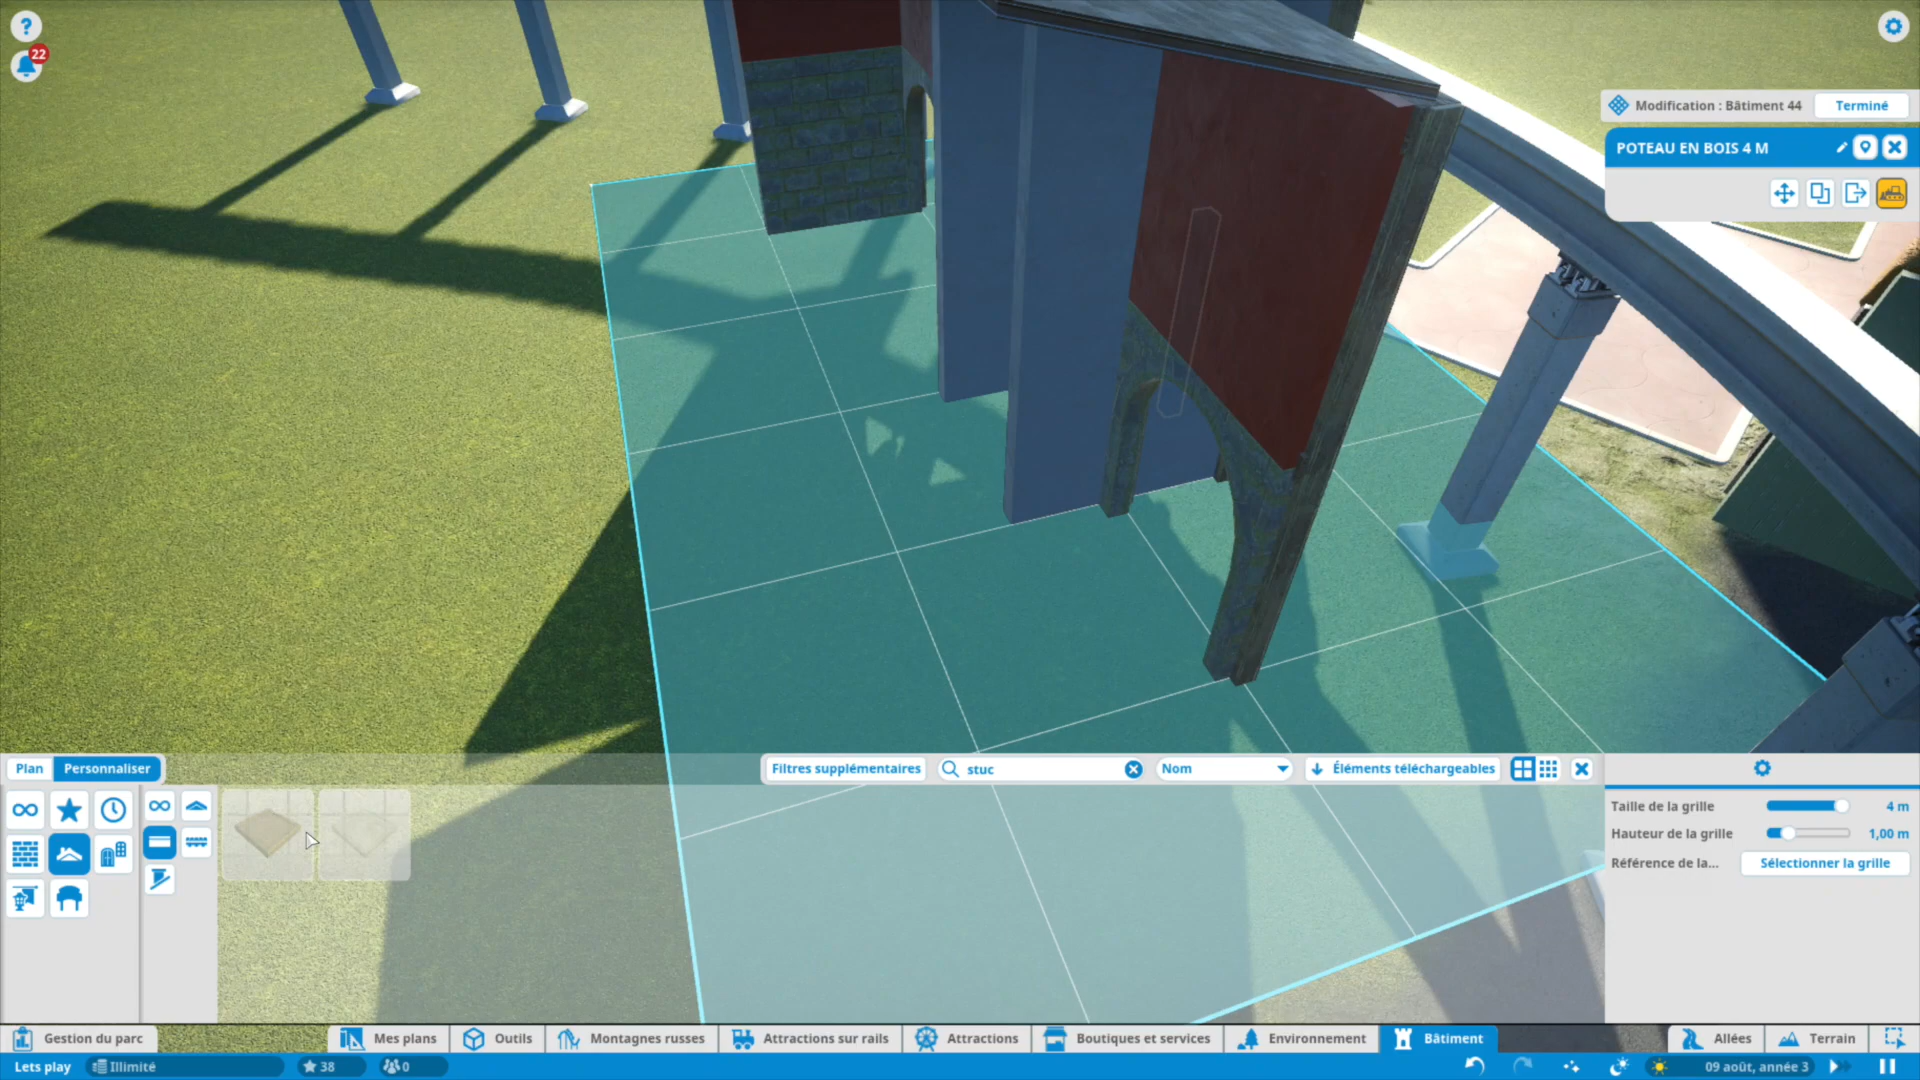 ?
22
Modification : Bâtiment 44
Terminé
POTEAU EN BOIS 4 M
Plan
Personnaliser
Filtres supplémentaires
stuc
Nom
Éléments téléchargeables
Taille de la grille
4 m
Hauteur de la grille
1,00 m
Référence de la...
Sélectionner la grille
Gestion du parc
Mes plans
Outils
Montagnes russes
Attractions sur rails
Attractions
Boutiques et services
Environnement
Bâtiment
Allées
Terrain
Lets play
Illimité
38
0
09 août, année 3